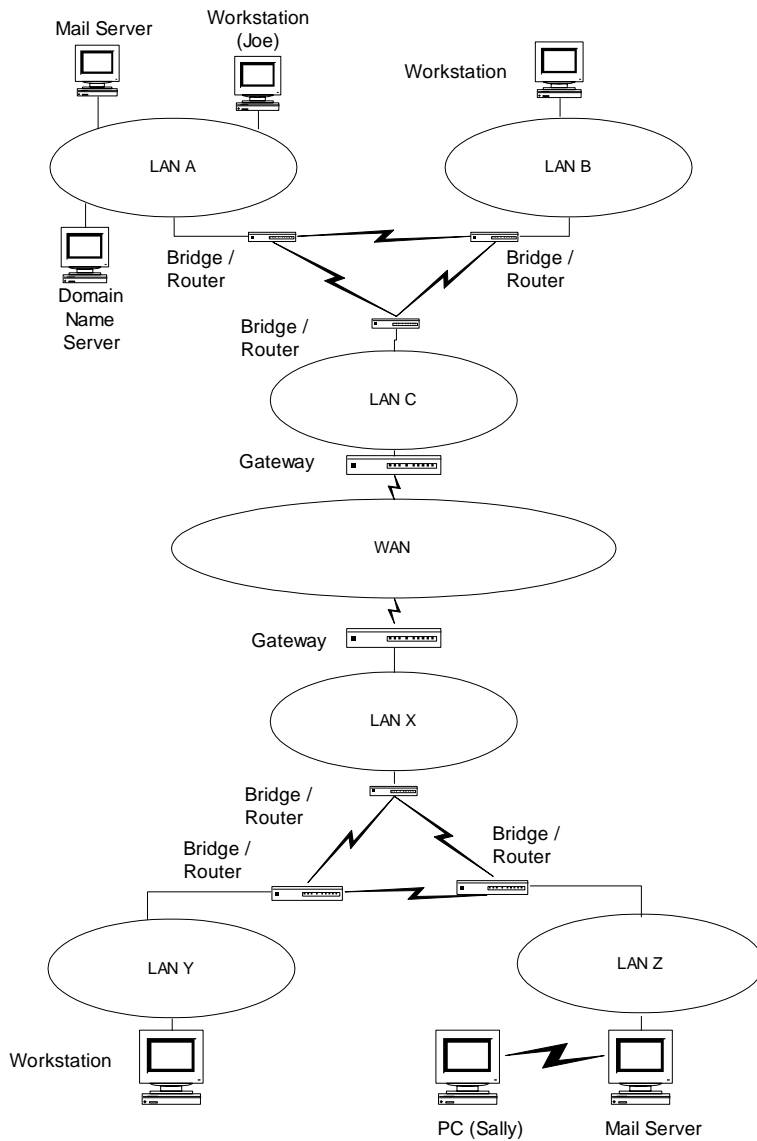 Mail Server
Workstation
(Joe)
Workstation
LAN A
LAN B
Bridge /
Router
Bridge /
Router
Domain
Name
Server
Bridge /
Router
LAN C
Gateway
WAN
Gateway
LAN X
Bridge /
Router
Bridge /
Router
Bridge /
Router
LAN Y
LAN Z
Workstation
PC (Sally)
Mail Server